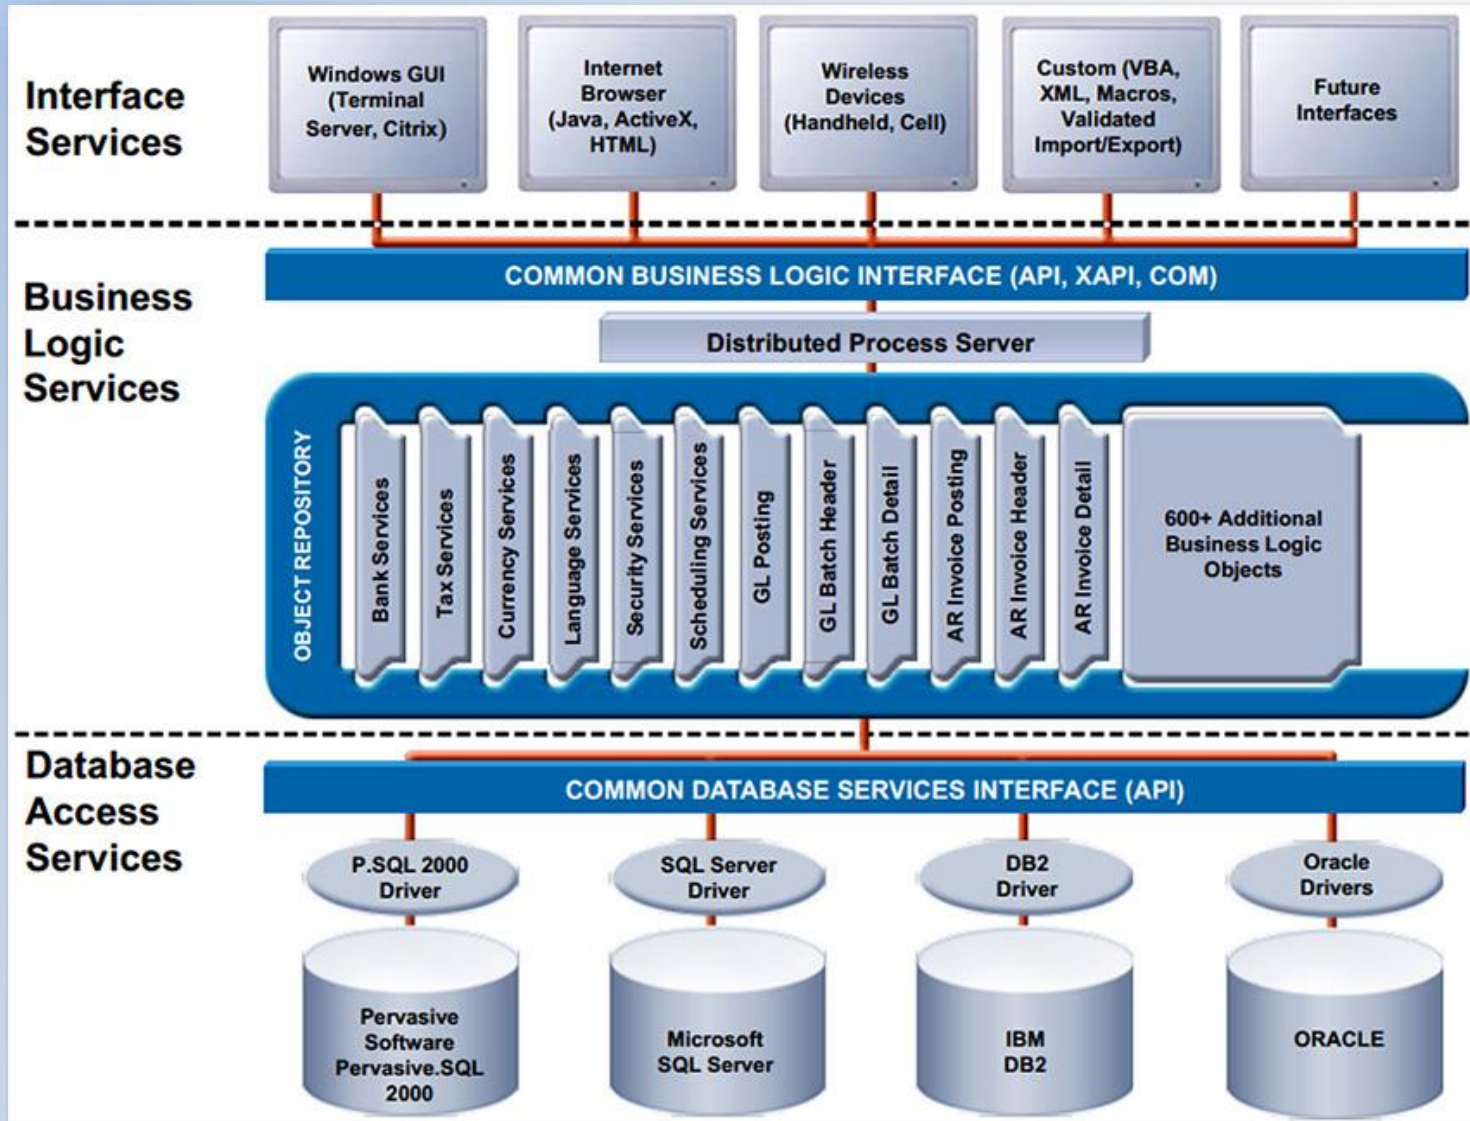 Interface
Services
Windows GUI
(Terminal
Server, Citrix)
Internet
Browser
(Java, ActiveX,
HTML)
Wireless
Devices
(Handheld, Cell)
Custom (VBA,
XML, Macros,
Validated
Import/Export)
Future
Interfaces
Business
Logic
Services
COMMON BUSINESS LOGIC INTERFACE (API, XAPI, COM)
Distributed Process Server
OBJECT REPOSITORY
Bank Services
Tax Services
Currency Services
Language Services
Security Services
Scheduling Services
GL Posting
GL Batch Header
GL Batch Detail
AR Invoice Posting
AR Invoice Header
AR Invoice Detail
600+ Additional
Business Logic
Objects
Database
Access
Services
COMMON DATABASE SERVICES INTERFACE (API)
P.SQL 2000
Driver
SQL Server
Driver
DB2
Driver
Oracle
Drivers
Pervasive
Software
Pervasive.SQL
2000
Microsoft
SQL Server
IBM
DB2
ORACLE